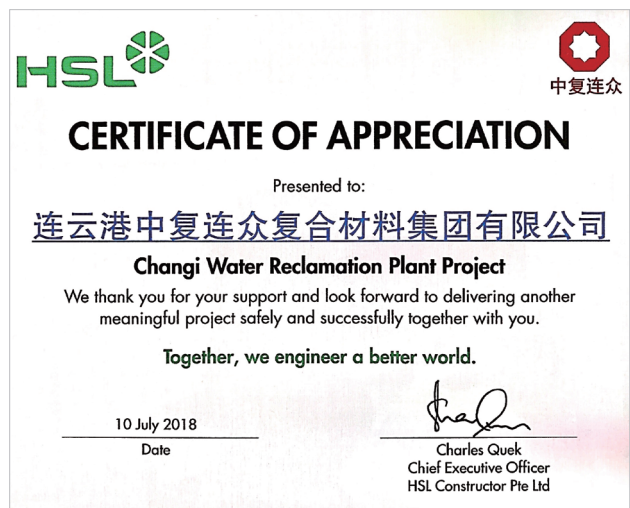 HSL
中复连众
CERTIFICATE OF APPRECIATION
Presented to:
连云港中复连众复合材料集团有限公司
Changi Water Reclamation Plant Project
We thank you for your support and look forward to delivering another
meaningful project safely and successfully together with you.
Together, we engineer a better world.
10 July 2018
Date
Charles Quek
Chief Executive Officer
HSL Constructor Pte Ltd